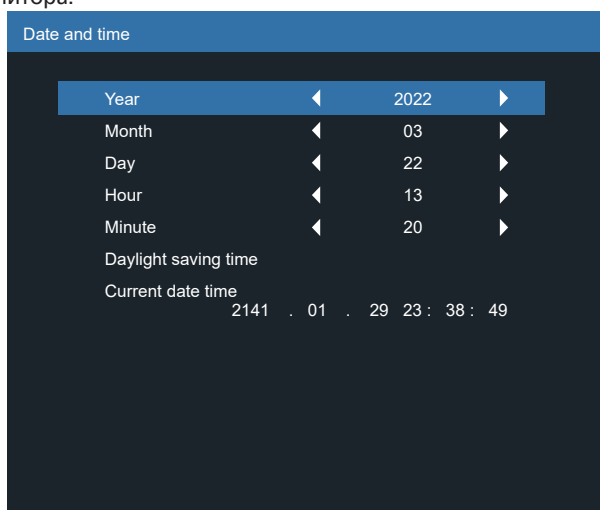 Date and time
Year 2022
Month 03
Day 22
Hour 13
Minute 20
Daylight saving time
Current date time
2141 . 01 . 29 23 : 38 : 49